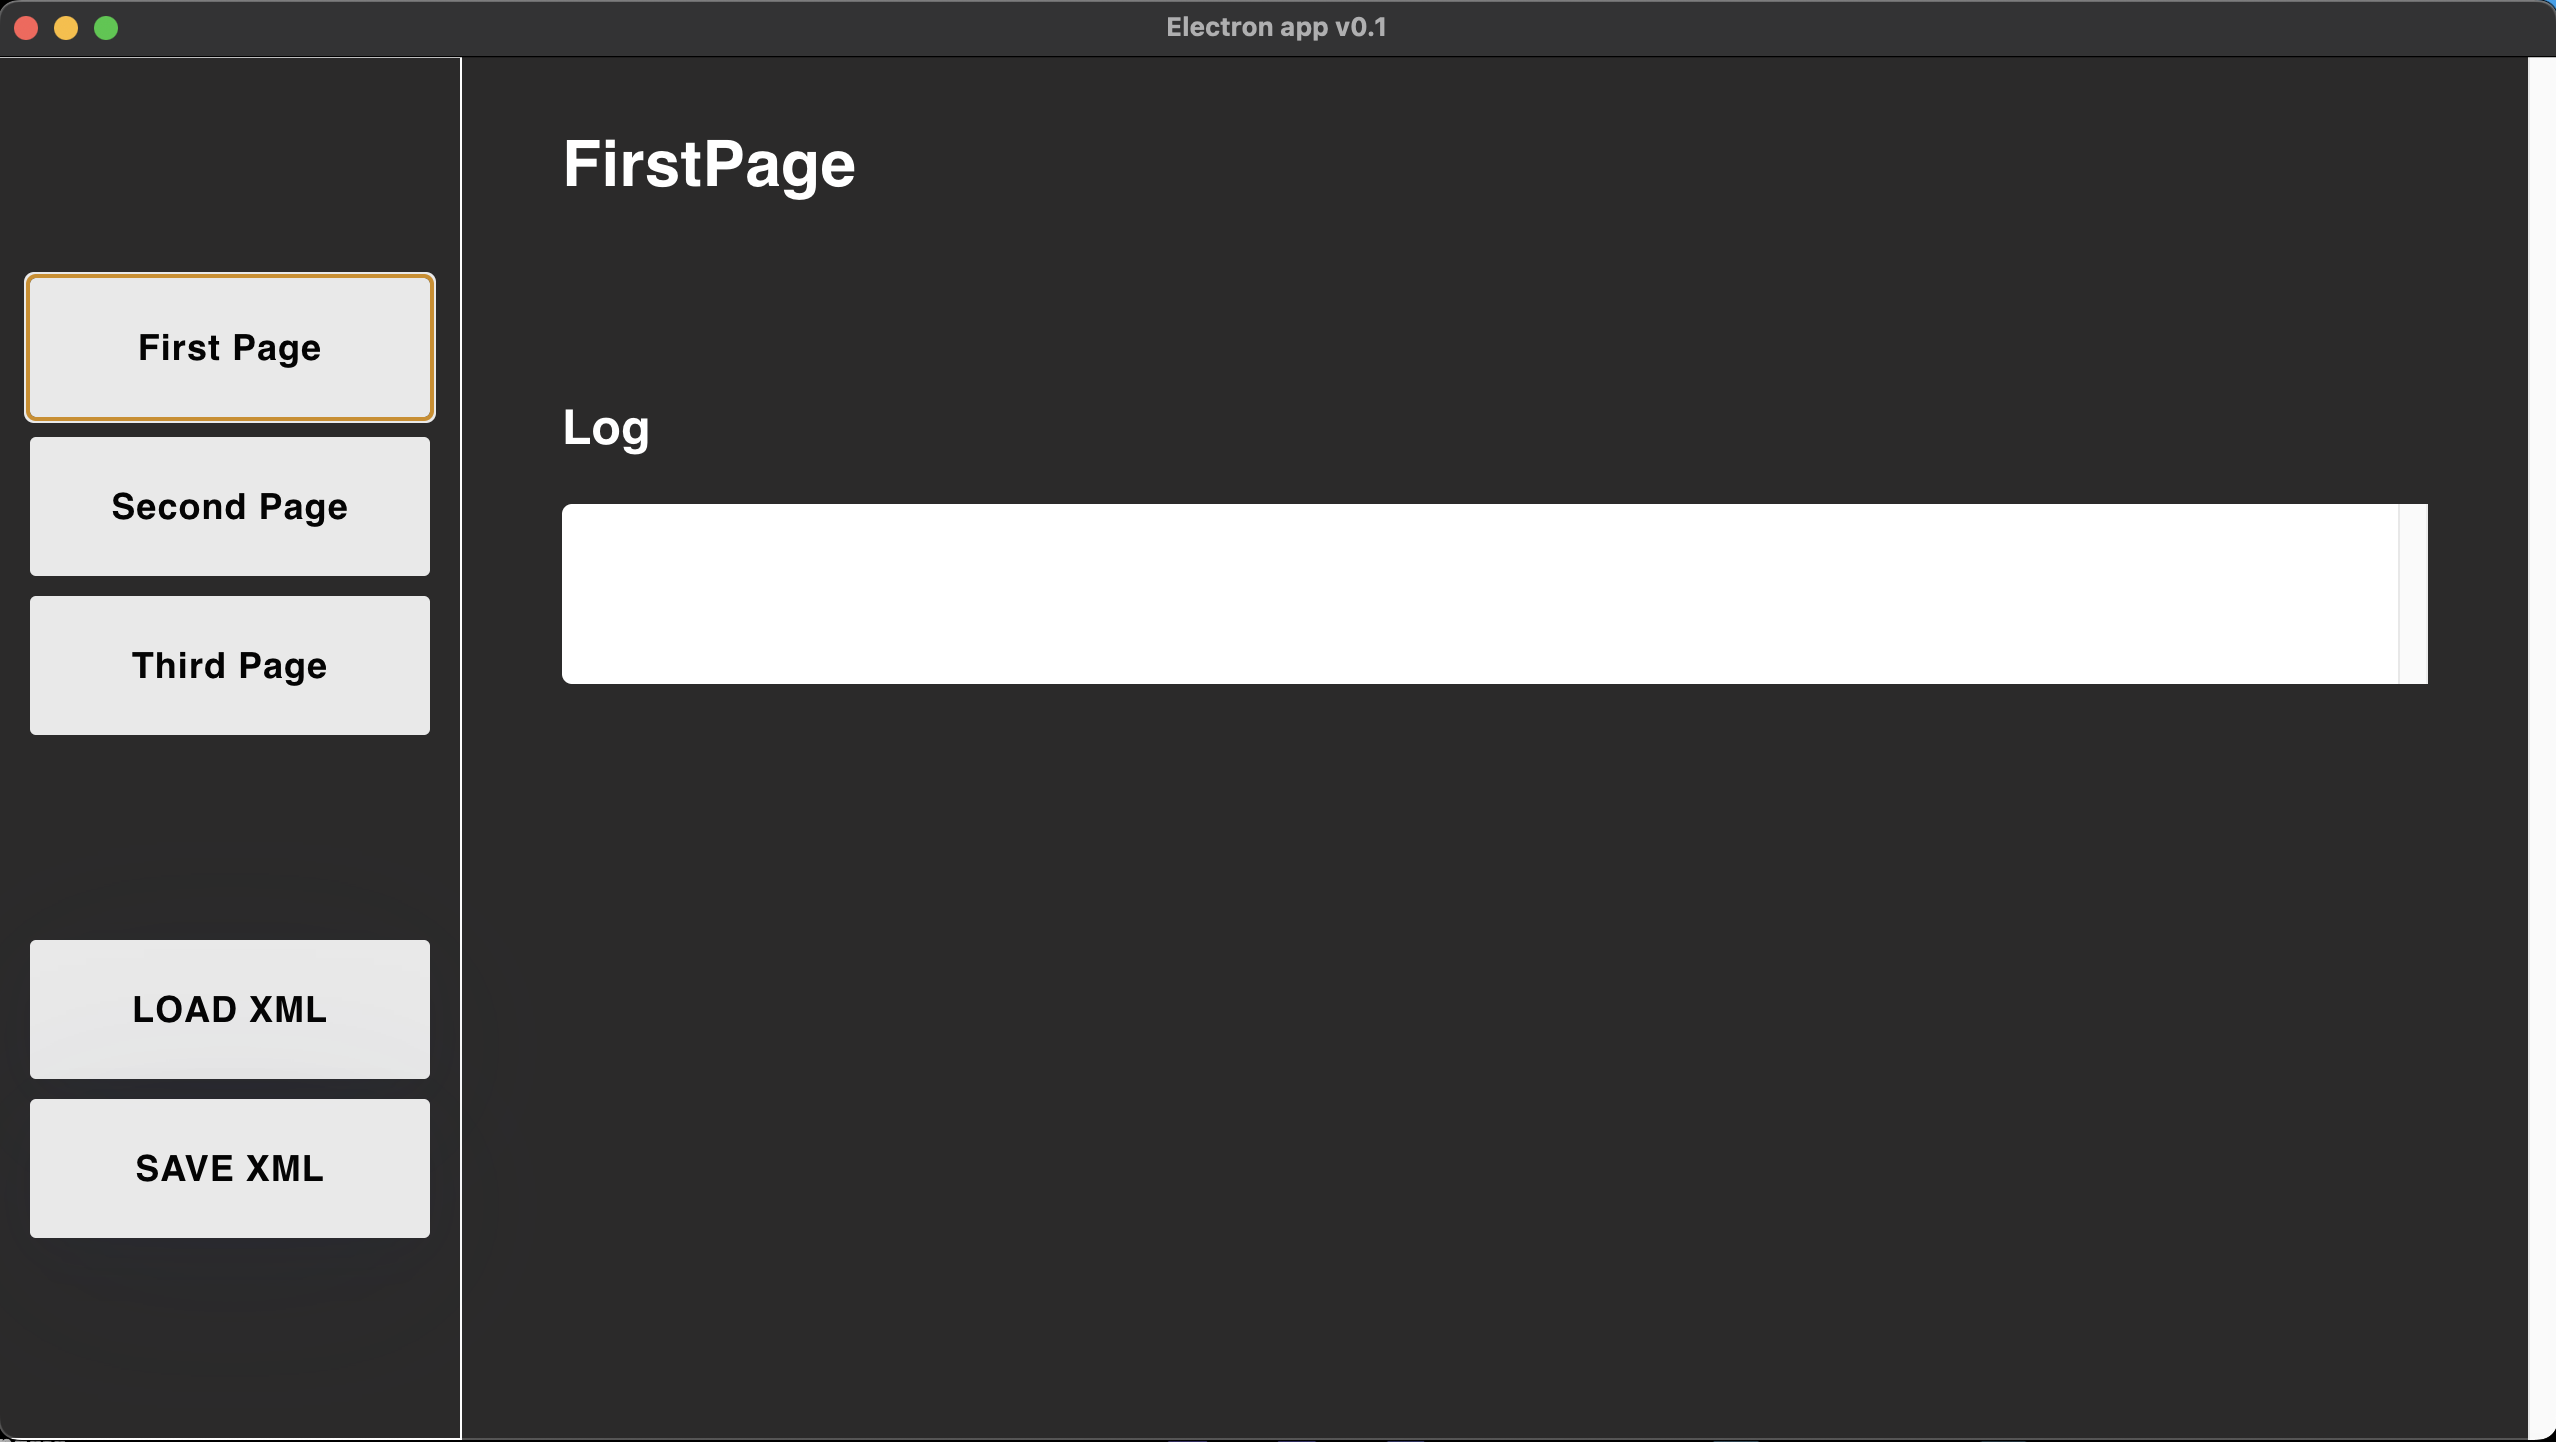 Electron app v0.1
First Page
Second Page
Third Page
LOAD XML
SAVE XML
FirstPage
Log